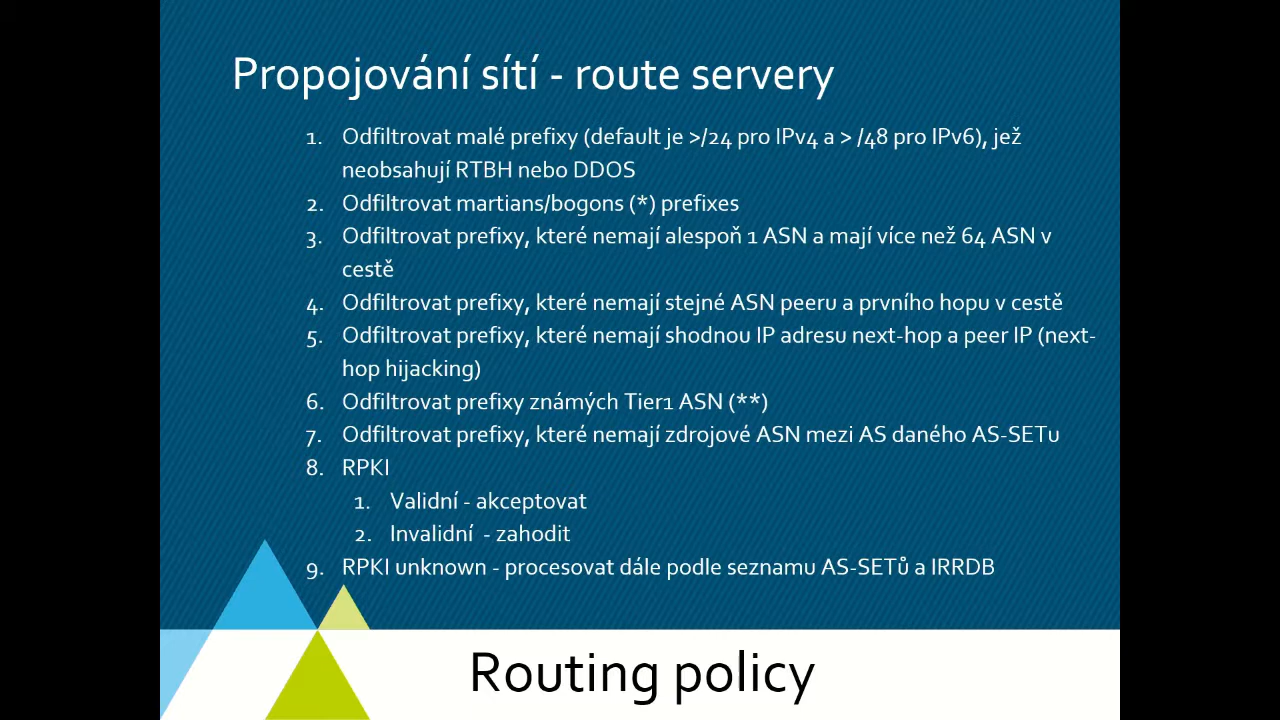 Propojování sítí - route servery
1. Odfiltrovat malé prefixy (default je >/24 pro IPv4 a > /48 pro IPv6), jež
neobsahují RTBH nebo DDOS
2. Odfiltrovat martians/bogons (*) prefixes
3. Odfiltrovat prefixy, které nemají alespoň 1 ASN a mají více než 64 ASN v
cestě
4. Odfiltrovat prefixy, které nemají stejné ASN peeru a prvního hopu v cestě
5. Odfiltrovat prefixy, které nemají shodnou IP adresu next-hop a peer IP (next-
hop hijacking)
6. Odfiltrovat prefixy známých Tier1 ASN (**)
7. Odfiltrovat prefixy, které nemají zdrojové ASN mezi AS daného AS-SETu
8. RPKI
1. Validní - akceptovat
2. Invalidní - zahodit
9. RPKI unknown - procesovat dále podle seznamu AS-SETů a IRRDB
Routing policy